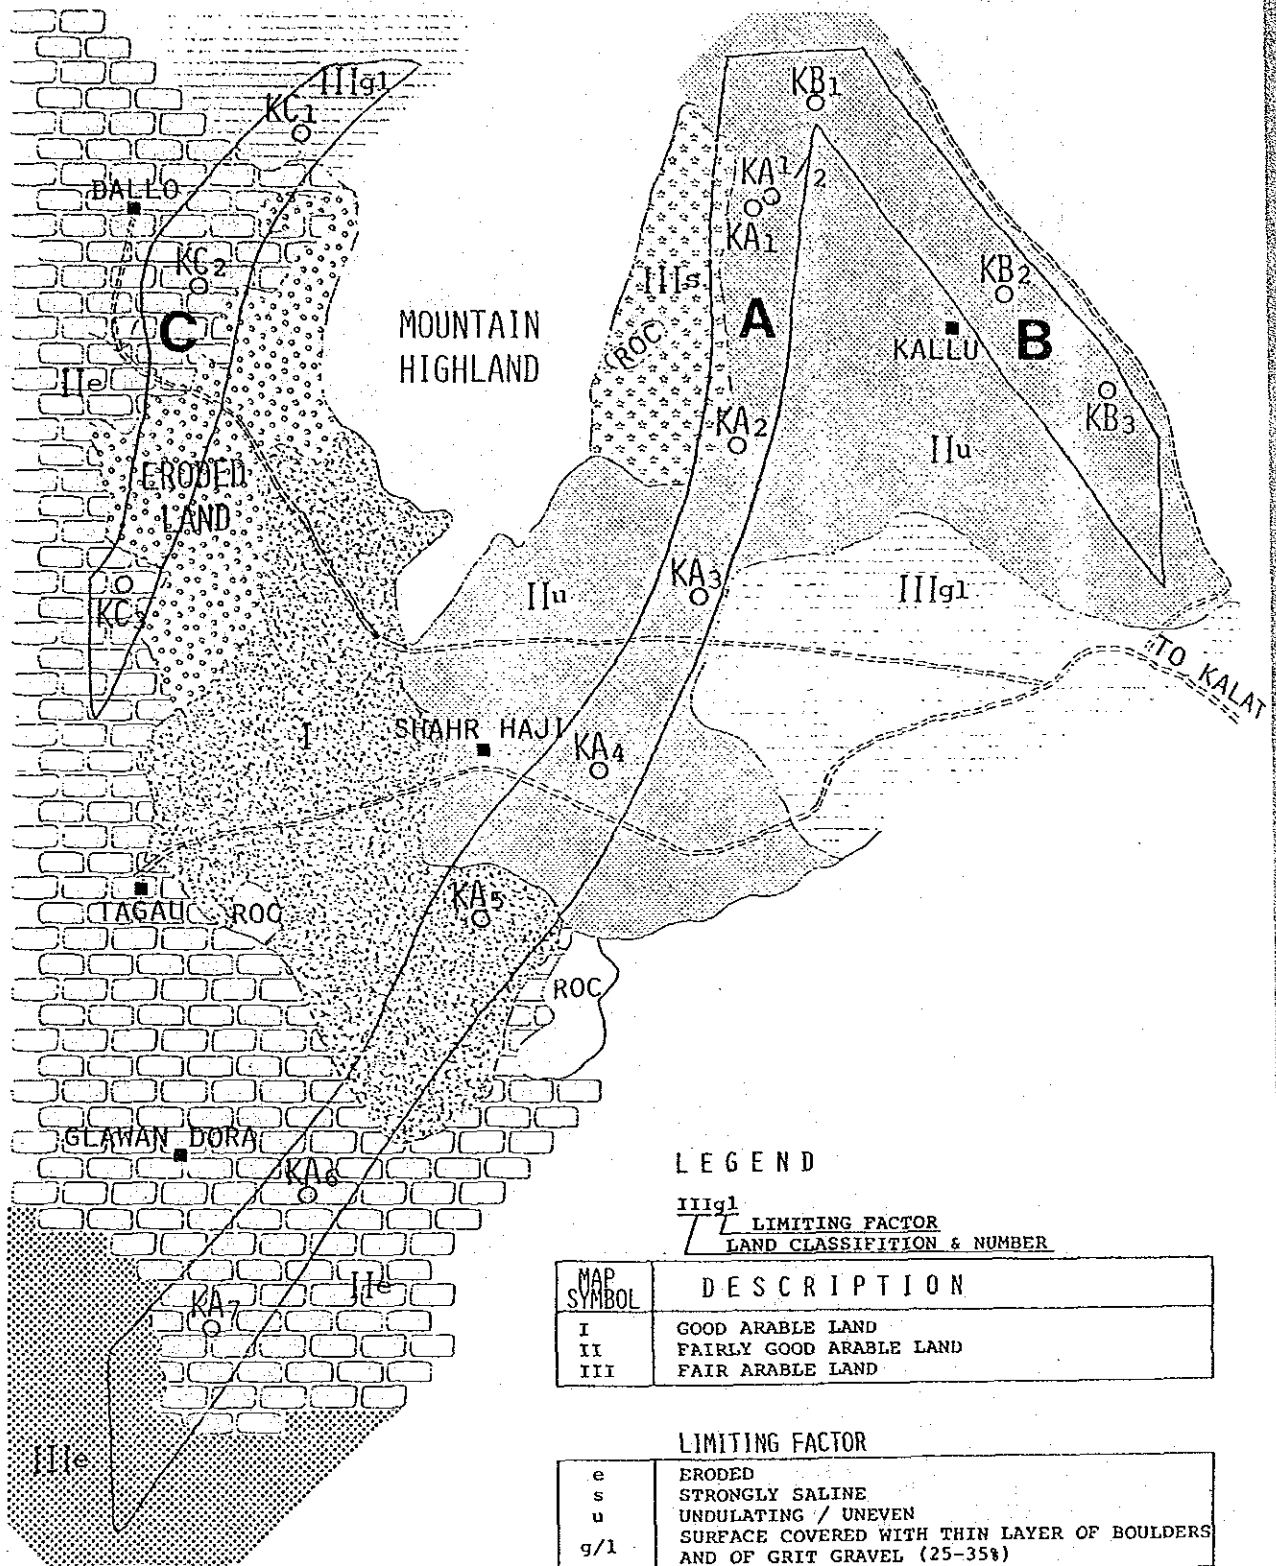 IIIgl
KC1
KB1
DALLO
KA1/2
KA1
KC2
IIIs
KB2
C
MOUNTAIN
HIGHLAND
ROC
A
KALLU
B
IIe
KA2
KB3
IIu
ERODED
LAND
KC3
IIu
KA3
IIIgl
TO KALAT
I
SHAHR HAJI
KA4
TAGAU
ROC
KA5
ROC
GLAWAN DORA
KA6
IIe
KA7
IIIe
LEGEND
IIIgl
LIMITING FACTOR
LAND CLASSIFITION & NUMBER
MAP SYMBOL DESCRIPTION
I GOOD ARABLE LAND
II FAIRLY GOOD ARABLE LAND
III FAIR ARABLE LAND
LIMITING FACTOR
e ERODED
s STRONGLY SALINE
u UNDULATING / UNEVEN
g/l SURFACE COVERED WITH THIN LAYER OF BOULDERS
AND OF GRIT GRAVEL (25-35%)